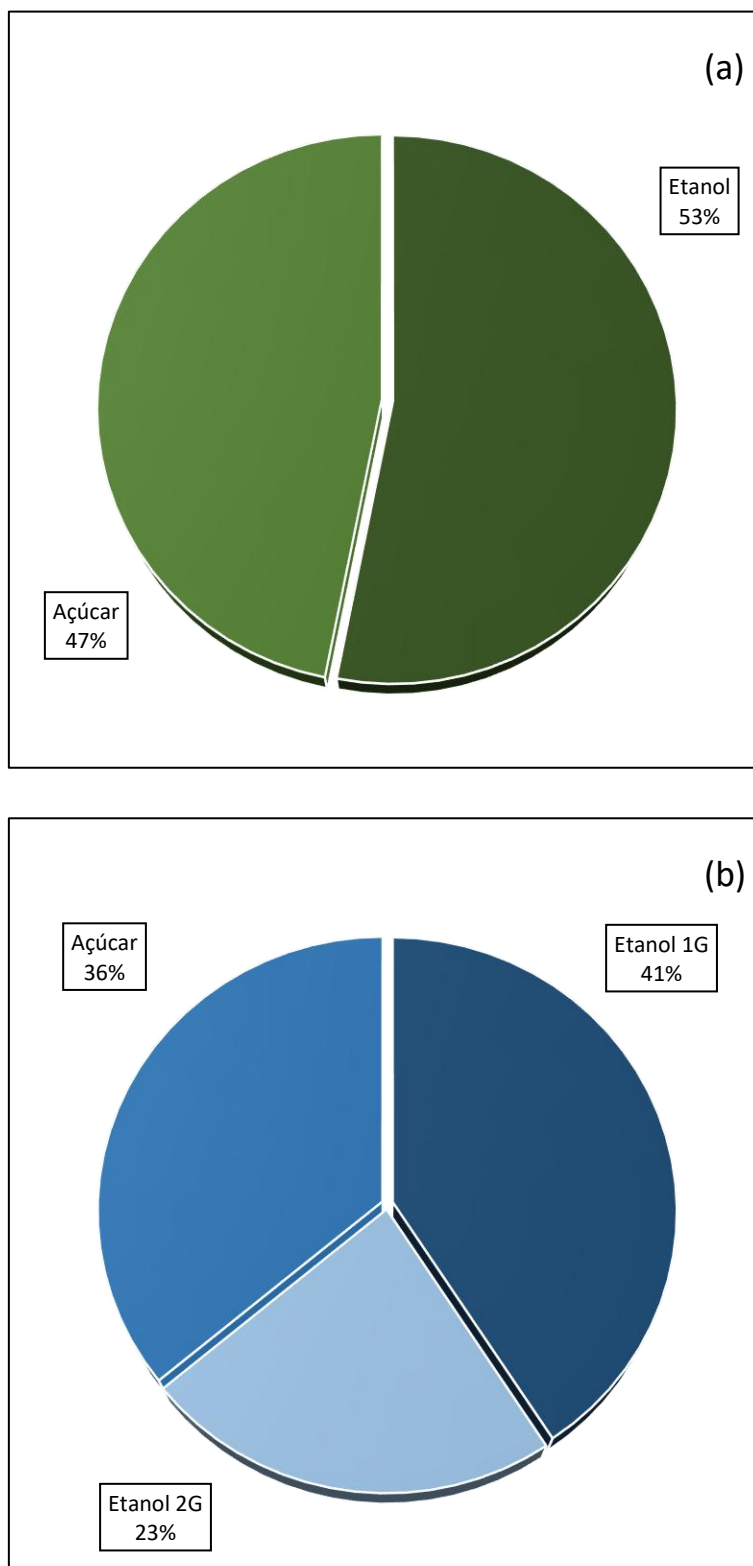 (a)
Etanol
53%
Açúcar
47%
(b)
Açúcar
36%
Etanol 1G
41%
Etanol 2G
23%